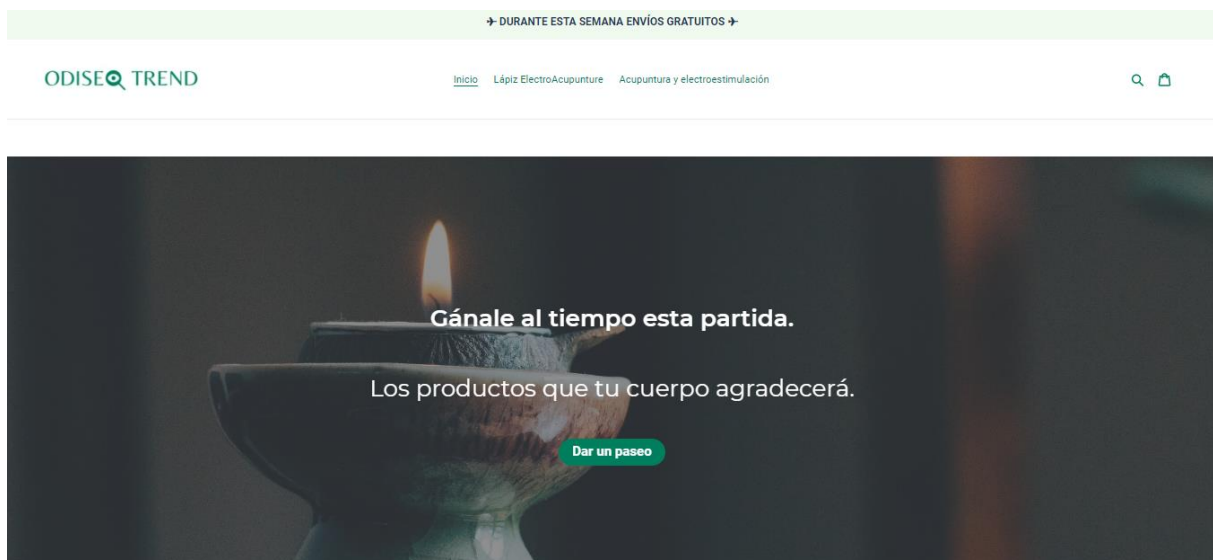 ✈ DURANTE ESTA SEMANA ENVÍOS GRATUITOS ✈
ODISEO TREND
Inicio Lápiz ElectroAcupunture Acupuntura y electroestimulación
Gánale al tiempo esta partida.
Los productos que tu cuerpo agradecerá.
Dar un paseo